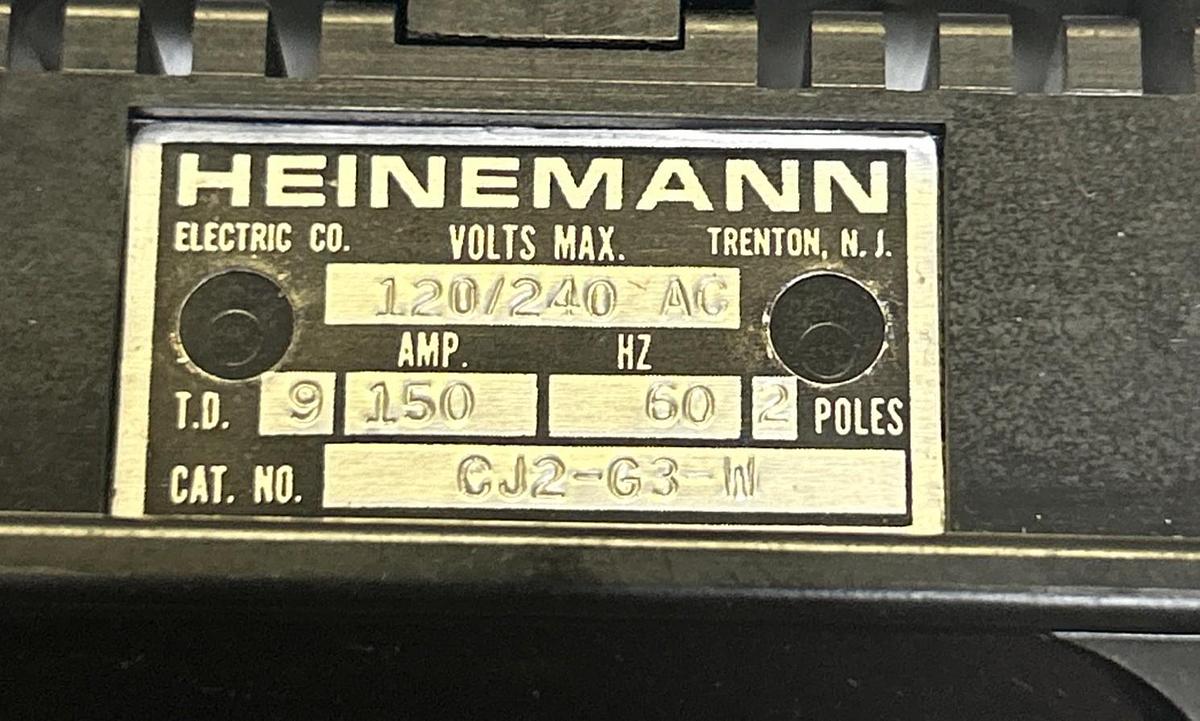 HEINEMANN
ELECTRIC CO. VOLTS MAX. TRENTON, N. J.
120/240 AC
AMP. HZ
T.D. 9 150 60 2 POLES
CAT. NO. CJ2-G3-W